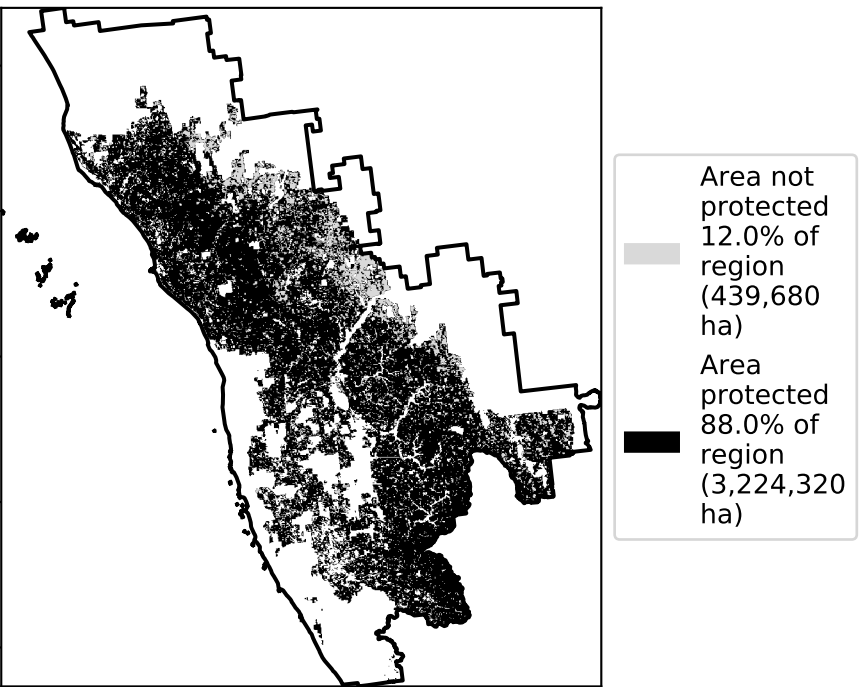 Area not
protected
12.0% of
region
(439,680
ha)
Area
protected
88.0% of
region
(3,224,320
ha)